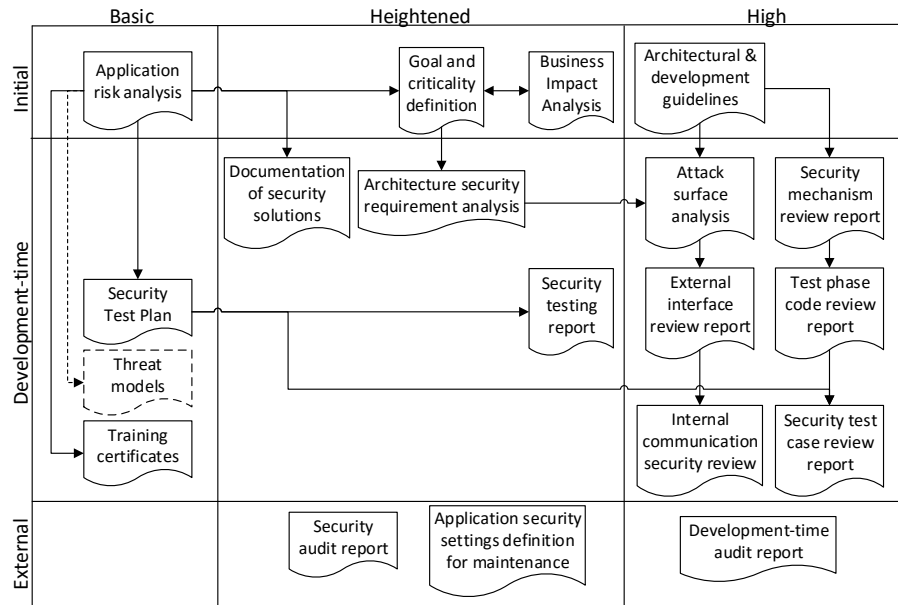 Basic
Heightened
High
Initial
Application
risk analysis
Goal and
criticality
definition
Business
Impact
Analysis
Architectural &
development
guidelines
Development-time
Documentation
of security
solutions
Architecture security
requirement analysis
Attack
surface
analysis
Security
mechanism
review report
Security
Test Plan
Security
testing
report
External
interface
review report
Test phase
code review
report
Threat
models
Training
certificates
Internal
communication
security review
Security test
case review
report
External
Security
audit report
Application security
settings definition
for maintenance
Development-time
audit report